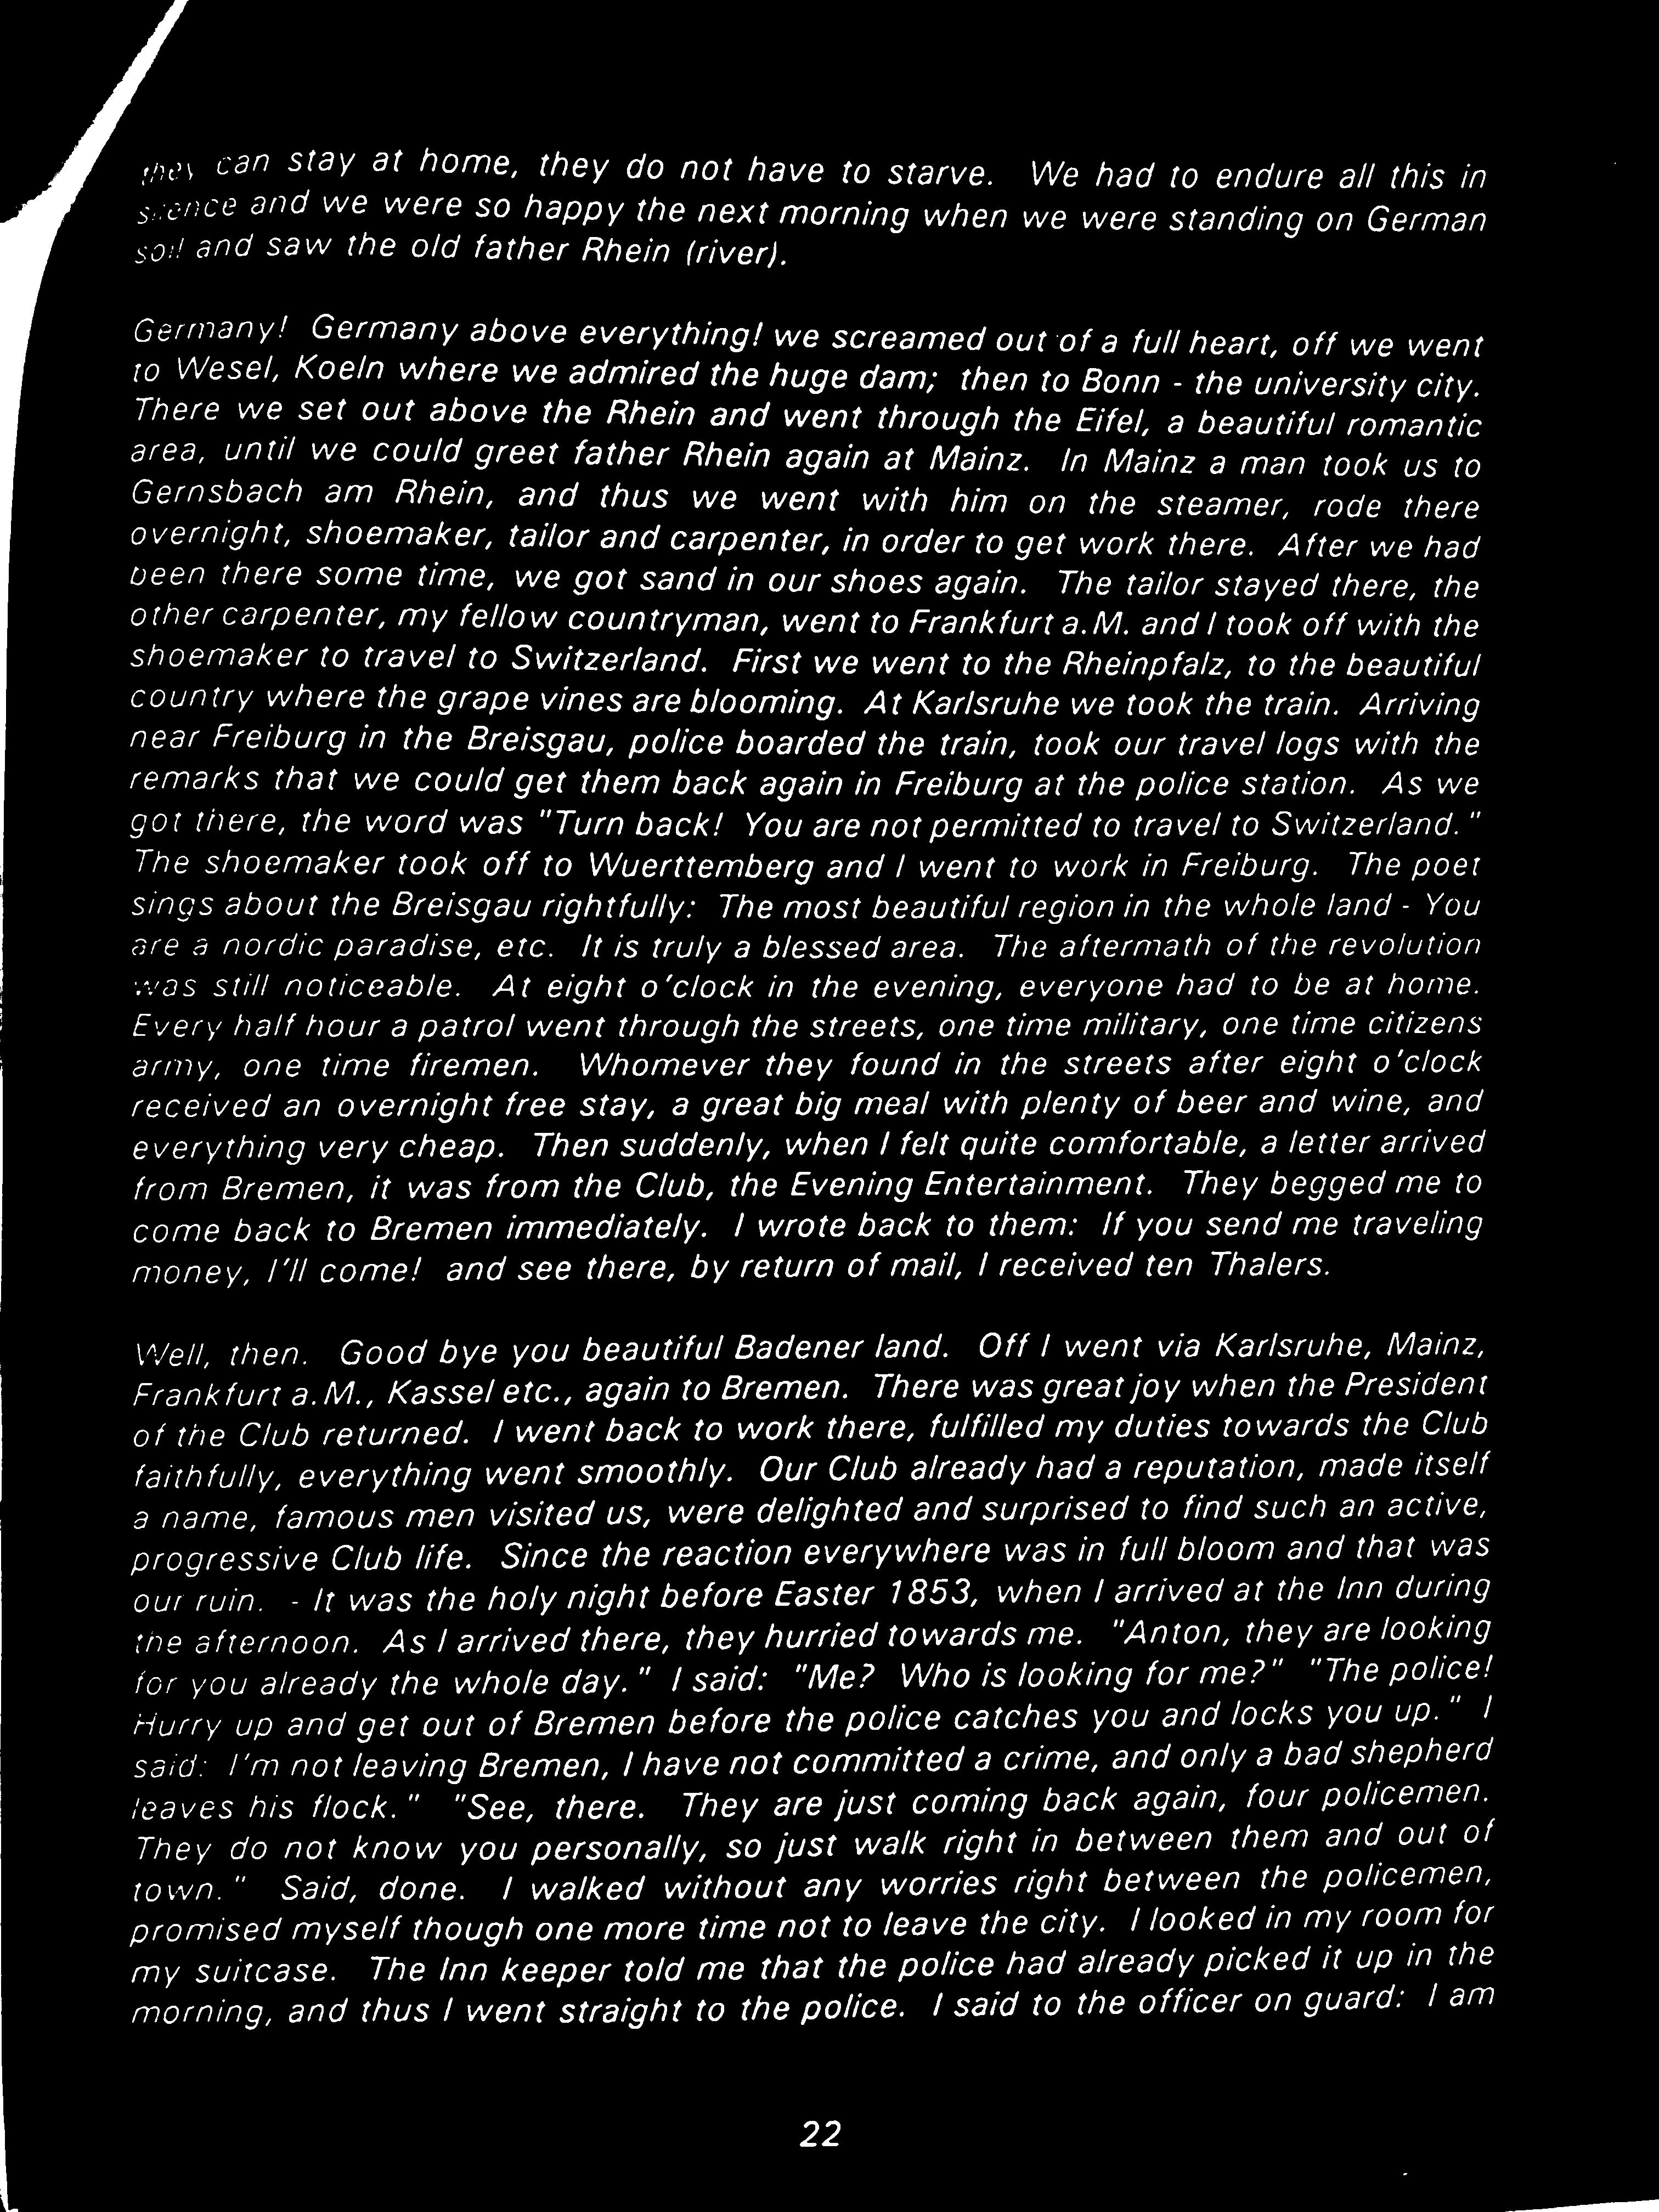 they can stay at home, they do not have to starve. We had to endure all this in
silence and we were so happy the next morning when we were standing on German
soil and saw the old father Rhein (river).
Germany! Germany above everything! we screamed out of a full heart, off we went
to Wesel, Koeln where we admired the huge dam; then to Bonn - the university city.
There we set out above the Rhein and went through the Eifel, a beautiful romantic
area, until we could greet father Rhein again at Mainz. In Mainz a man took us to
Gernsbach am Rhein, and thus we went with him on the steamer, rode there
overnight, shoemaker, tailor and carpenter, in order to get work there. After we had
been there some time, we got sand in our shoes again. The tailor stayed there, the
other carpenter, my fellow countryman, went to Frankfurt a.M. and I took off with the
shoemaker to travel to Switzerland. First we went to the Rheinpfalz, to the beautiful
country where the grape vines are blooming. At Karlsruhe we took the train. Arriving
near Freiburg in the Breisgau, police boarded the train, took our travel logs with the
remarks that we could get them back again in Freiburg at the police station. As we
got there, the word was "Turn back! You are not permitted to travel to Switzerland."
The shoemaker took off to Wuerttemberg and I went to work in Freiburg. The poet
sings about the Breisgau rightfully: The most beautiful region in the whole land - You
are a nordic paradise, etc. It is truly a blessed area. The aftermath of the revolution
was still noticeable. At eight o'clock in the evening, everyone had to be at home.
Every half hour a patrol went through the streets, one time military, one time citizens
army, one time firemen. Whomever they found in the streets after eight o'clock
received an overnight free stay, a great big meal with plenty of beer and wine, and
everything very cheap. Then suddenly, when I felt quite comfortable, a letter arrived
from Bremen, it was from the Club, the Evening Entertainment. They begged me to
come back to Bremen immediately. I wrote back to them: If you send me traveling
money, I'll come! and see there, by return of mail, I received ten Thalers.
Well, then. Good bye you beautiful Badener land. Off I went via Karlsruhe, Mainz,
Frankfurt a.M., Kassel etc., again to Bremen. There was great joy when the President
of the Club returned. I went back to work there, fulfilled my duties towards the Club
faithfully, everything went smoothly. Our Club already had a reputation, made itself
a name, famous men visited us, were delighted and surprised to find such an active,
progressive Club life. Since the reaction everywhere was in full bloom and that was
our ruin. - It was the holy night before Easter 1853, when I arrived at the Inn during
the afternoon. As I arrived there, they hurried towards me. "Anton, they are looking
for you already the whole day." I said: "Me? Who is looking for me?" "The police!
Hurry up and get out of Bremen before the police catches you and locks you up." I
said: I'm not leaving Bremen, I have not committed a crime, and only a bad shepherd
leaves his flock." "See, there. They are just coming back again, four policemen.
They do not know you personally, so just walk right in between them and out of
town." Said, done. I walked without any worries right between the policemen,
promised myself though one more time not to leave the city. I looked in my room for
my suitcase. The Inn keeper told me that the police had already picked it up in the
morning, and thus I went straight to the police. I said to the officer on guard: I am
22